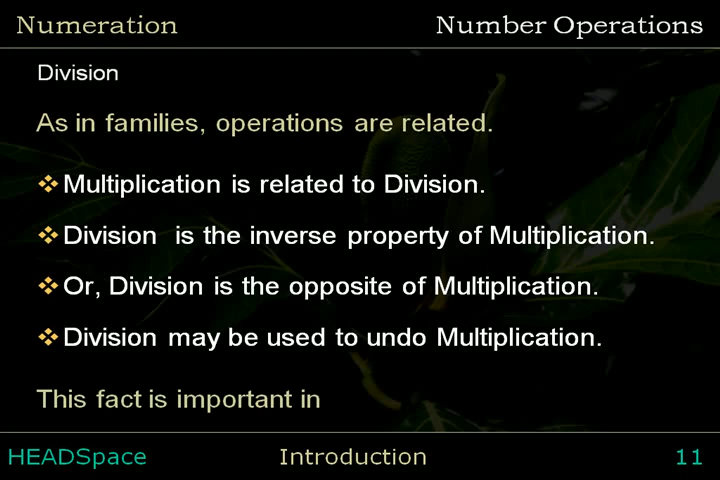 Numeration Number Operations
Division
As in families, operations are related.
Multiplication is related to Division.
Division is the inverse property of Multiplication.
Or, Division is the opposite of Multiplication.
Division may be used to undo Multiplication.
This fact is important in
HEADSpace Introduction 11